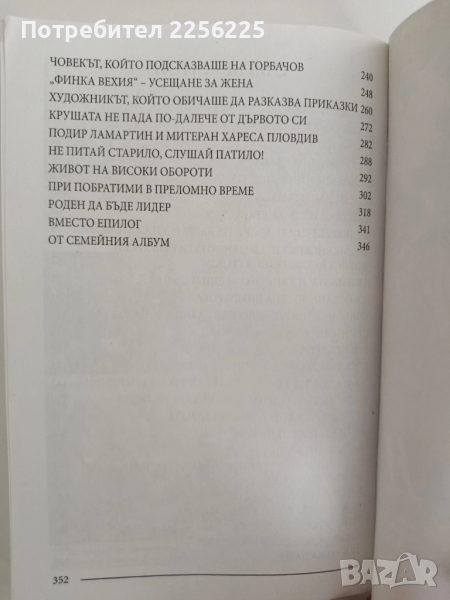 Потребител 2256295
ЧОВЕКЪТ, КОЙТО ПОДСКАЗВАШЕ НА ГОРБАЧОВ 240
„ФИНКА ВЕХИЯ“ – УСЕЩАНЕ ЗА ЖЕНА 248
ХУДОЖНИКЪТ, КОЙТО ОБИЧАШЕ ДА РАЗКАЗВА ПРИКАЗКИ 260
КРУШАТА НЕ ПАДА ПО-ДАЛЕЧЕ ОТ ДЪРВОТО СИ 272
ПОДИР ЛАМАРТИН И МИТЕРАН ХАРЕСА ПЛОВДИВ 282
НЕ ПИТАЙ СТАРИЛО, СЛУШАЙ ПАТИЛО! 288
ЖИВОТ НА ВИСОКИ ОБОРОТИ 292
ПРИ ПОБРАТИМИ В ПРЕЛОМНО ВРЕМЕ 302
РОДЕН ДА БЪДЕ ЛИДЕР 318
ВМЕСТО ЕПИЛОГ 341
ОТ СЕМЕЙНИЯ АЛБУМ 346
352
BAZAR.bg